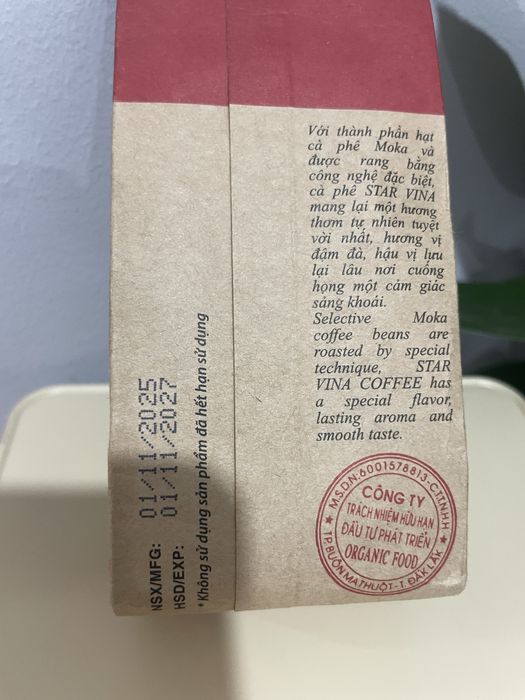 Với thành phần hạt
cà phê Moka và
được rang bằng
công nghệ đặc biệt,
cà phê STAR VINA
mang lại một hương
thơm tự nhiên tuyệt
vời nhất, hương vị
đậm đà, hậu vị lưu
lại lâu nơi cuống
họng một cảm giác
sảng khoái.
Selective Moka
coffee beans are
roasted by special
technique, STAR
VINA COFFEE has
a special flavor,
lasting aroma and
smooth taste.
NSX/MFG: 01/11/2025
HSD/EXP: 01/11/2027
*Không sử dụng sản phẩm đã hết hạn sử dụng
M.S.D.N:6001578813-C.T.T.N.H.H
CÔNG TY
TRÁCH NHIỆM HỮU HẠN
ĐẦU TƯ PHÁT TRIỂN
ORGANIC FOOD
TP.BUÔN MA THUỘT-T.ĐẮK LẮK